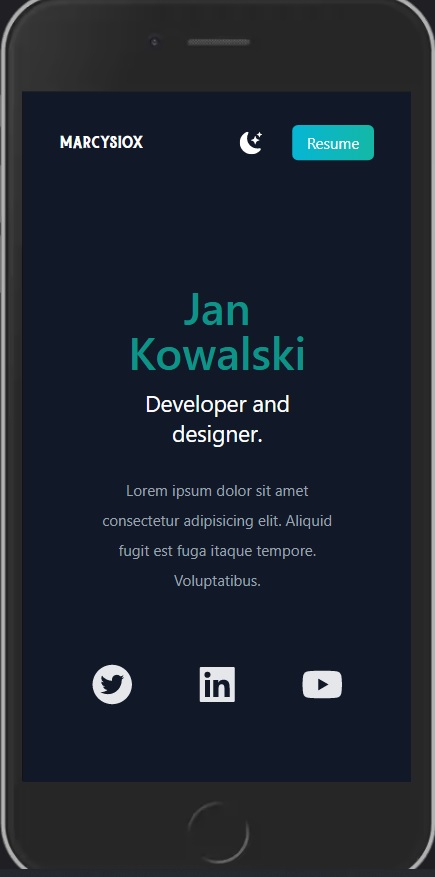 MARCYSIOX
Resume
Jan
Kowalski
Developer and
designer.
Lorem ipsum dolor sit amet
consectetur adipisicing elit. Aliquid
fugit est fuga itaque tempore.
Voluptatibus.
in